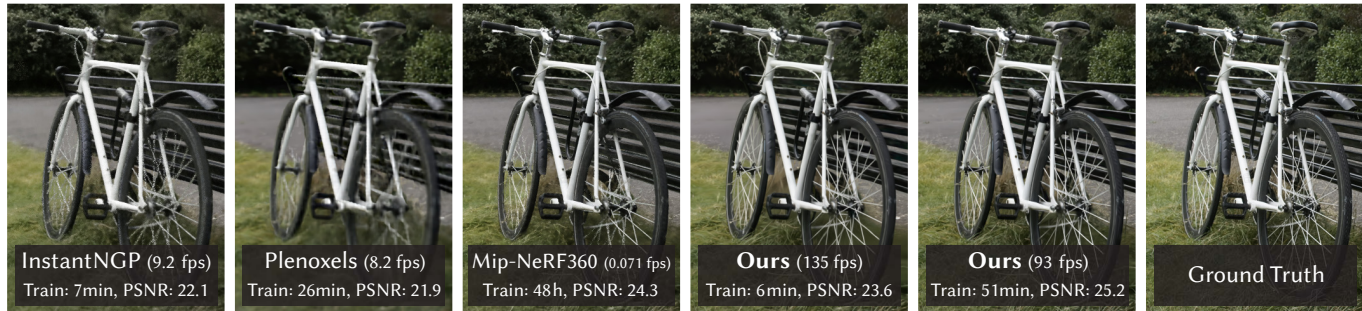 InstantNGP (9.2 fps)
Train: 7min, PSNR: 22.1
Plenoxels (8.2 fps)
Train: 26min, PSNR: 21.9
Mip-NeRF360 (0.071 fps)
Train: 48h, PSNR: 24.3
Ours (135 fps)
Train: 6min, PSNR: 23.6
Ours (93 fps)
Train: 51min, PSNR: 25.2
Ground Truth